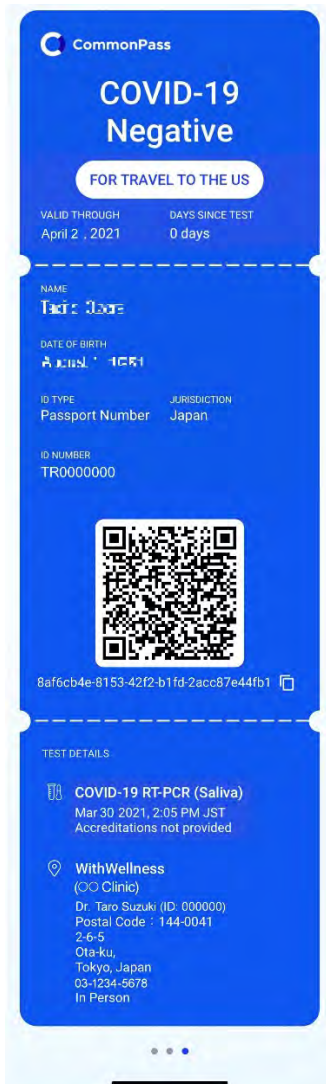 CommonPass
COVID-19
Negative
FOR TRAVEL TO THE US
VALID THROUGH DAYS SINCE TEST
April 2 , 2021 0 days
NAME
DATE OF BIRTH
ID TYPE JURISDICTION
Passport Number Japan
ID NUMBER
TR0000000
8af6cb4e-8153-42f2-b1fd-2acc87e44fb1
TEST DETAILS
COVID-19 RT-PCR (Saliva)
Mar 30 2021, 2:05 PM JST
Accreditations not provided
WithWellness
(○○ Clinic)
Dr. Taro Suzuki (ID: 000000)
Postal Code : 144-0041
2-6-5
Ota-ku,
Tokyo, Japan
03-1234-5678
In Person